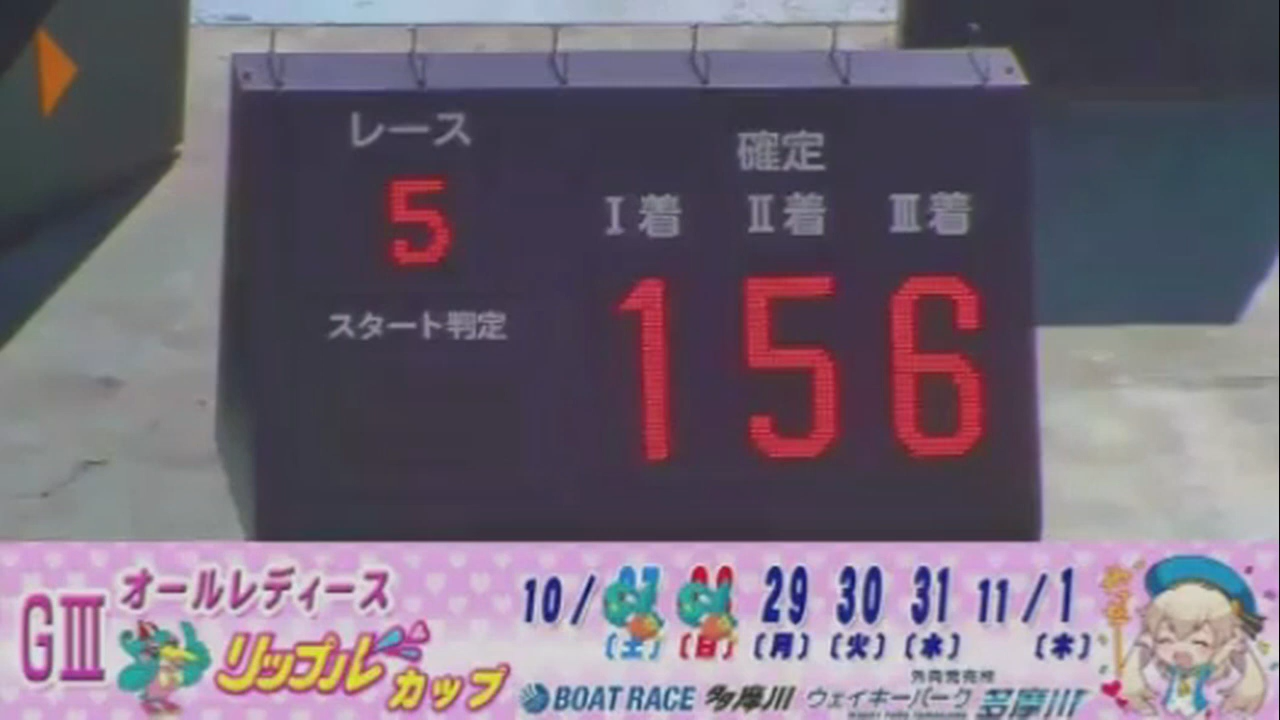 レース
5
スタート判定
確定
Ⅰ着 Ⅱ着 Ⅲ着
1 5 6
GⅢ
オールレディース
リップルカップ
10/ 29 30 31 11/1
(土) (日) (月) (火) (水) (木)
BOAT RACE 多摩川 ウェイキーパーク 多摩川